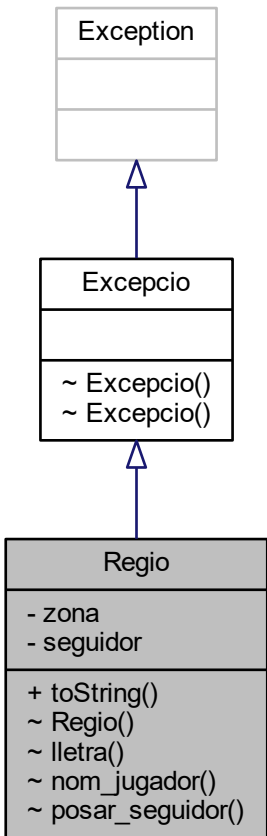 Exception
Excepcio
~ Excepcio()
~ Excepcio()
Regio
- zona
- seguidor
+ toString()
~ Regio()
~ lletra()
~ nom_jugador()
~ posar_seguidor()